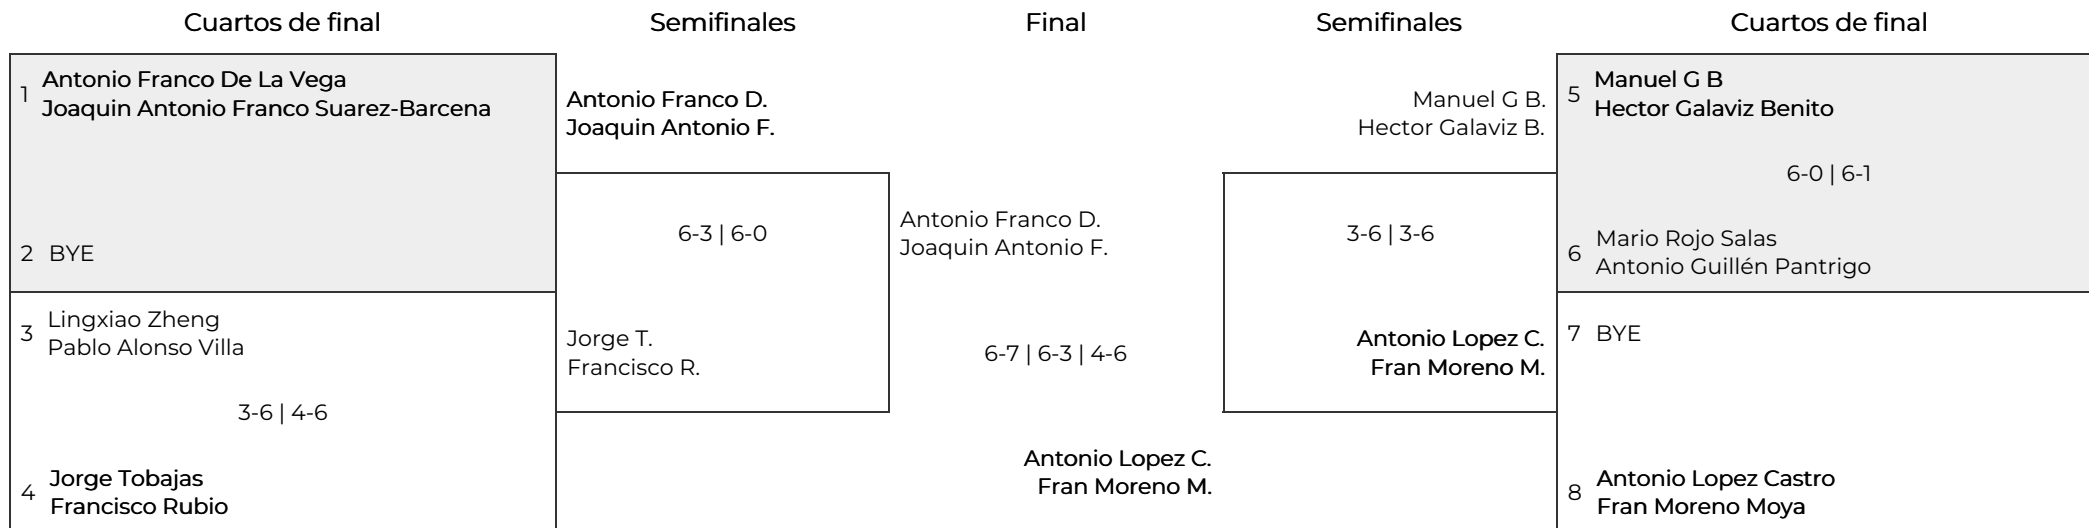 Cuartos de final
Semifinales
Final
Semifinales
Cuartos de final
1
Antonio Franco De La Vega
Joaquin Antonio Franco Suarez-Barcena
2 BYE
3
Lingxiao Zheng
Pablo Alonso Villa
3-6 | 4-6
4
Jorge Tobajas
Francisco Rubio
Antonio Franco D.
Joaquin Antonio F.
6-3 | 6-0
Jorge T.
Francisco R.
Antonio Franco D.
Joaquin Antonio F.
6-7 | 6-3 | 4-6
Antonio Lopez C.
Fran Moreno M.
Manuel G B.
Hector Galaviz B.
3-6 | 3-6
Antonio Lopez C.
Fran Moreno M.
5
Manuel G B
Hector Galaviz Benito
6-0 | 6-1
6
Mario Rojo Salas
Antonio Guillén Pantrigo
7 BYE
8
Antonio Lopez Castro
Fran Moreno Moya